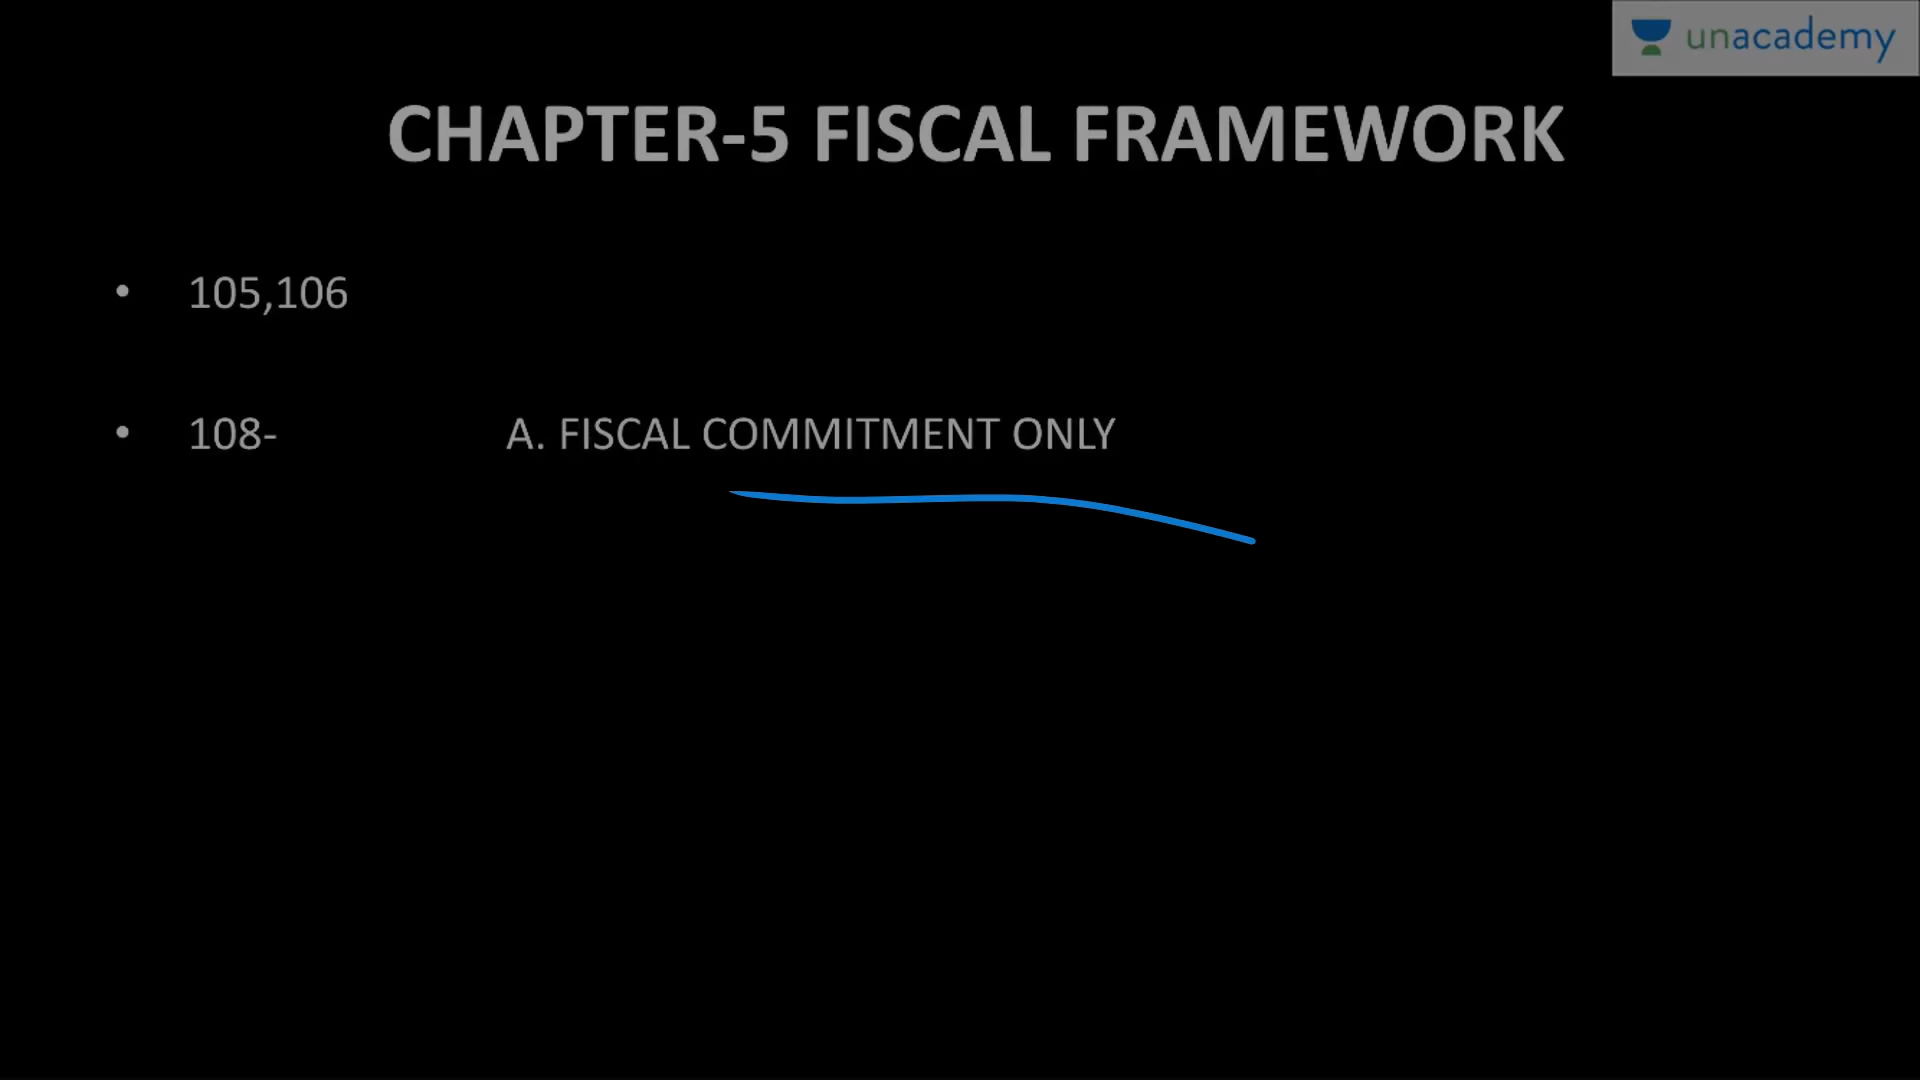 unacademy
CHAPTER-5 FISCAL FRAMEWORK
• 105,106
• 108- A. FISCAL COMMITMENT ONLY